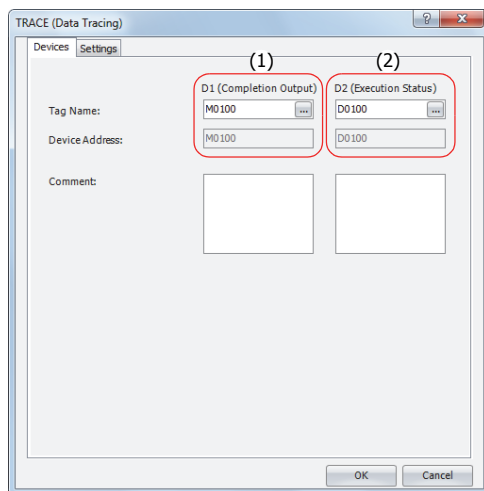 TRACE (Data Tracing)
?
Devices Settings
(1) (2)
D1 (Completion Output) D2 (Execution Status)
Tag Name: M0100 ... D0100 ...
Device Address: M0100 D0100
Comment:
OK Cancel